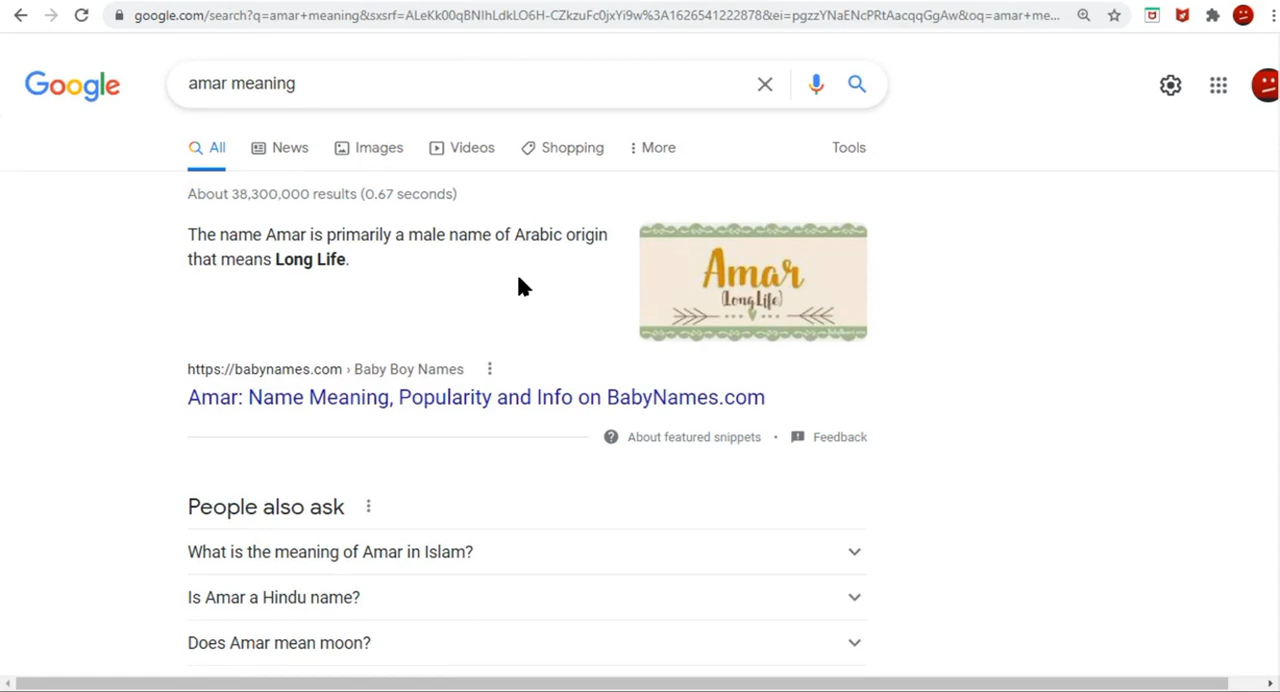 google.com/search?q=amar+meaning&sxsrf=ALeKk00qBNIhLdkLO6H-CZkzuFc0jxYi9w%3A1626541222878&ei=pgzzYNaENcPRtAacqqGgAw&oq=amar+me...
Google
amar meaning
All News Images Videos Shopping More Tools
About 38,300,000 results (0.67 seconds)
The name Amar is primarily a male name of Arabic origin
that means Long Life.
Amar
(Long Life)
https://babynames.com › Baby Boy Names
Amar: Name Meaning, Popularity and Info on BabyNames.com
About featured snippets • Feedback
People also ask
What is the meaning of Amar in Islam?
Is Amar a Hindu name?
Does Amar mean moon?